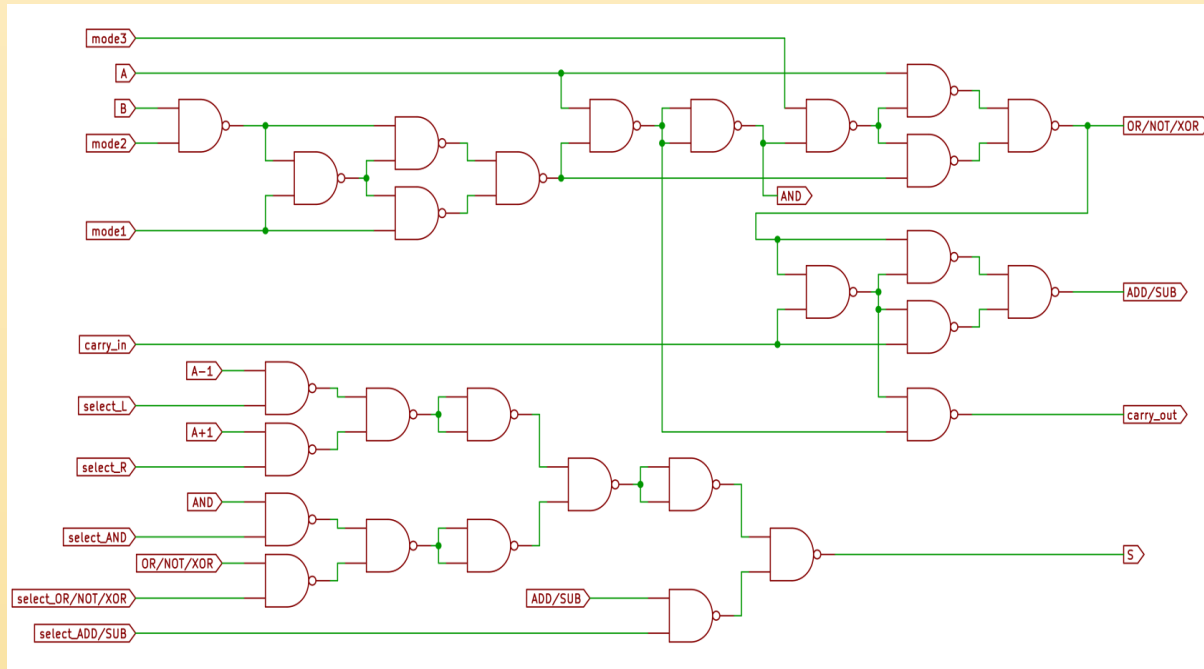 mode3
A
B
mode2
OR/NOT/XOR
AND
mode1
ADD/SUB
carry_in
A-1
select_L
carry_out
A+1
select_R
AND
select_AND
OR/NOT/XOR
S
select_OR/NOT/XOR
ADD/SUB
select_ADD/SUB